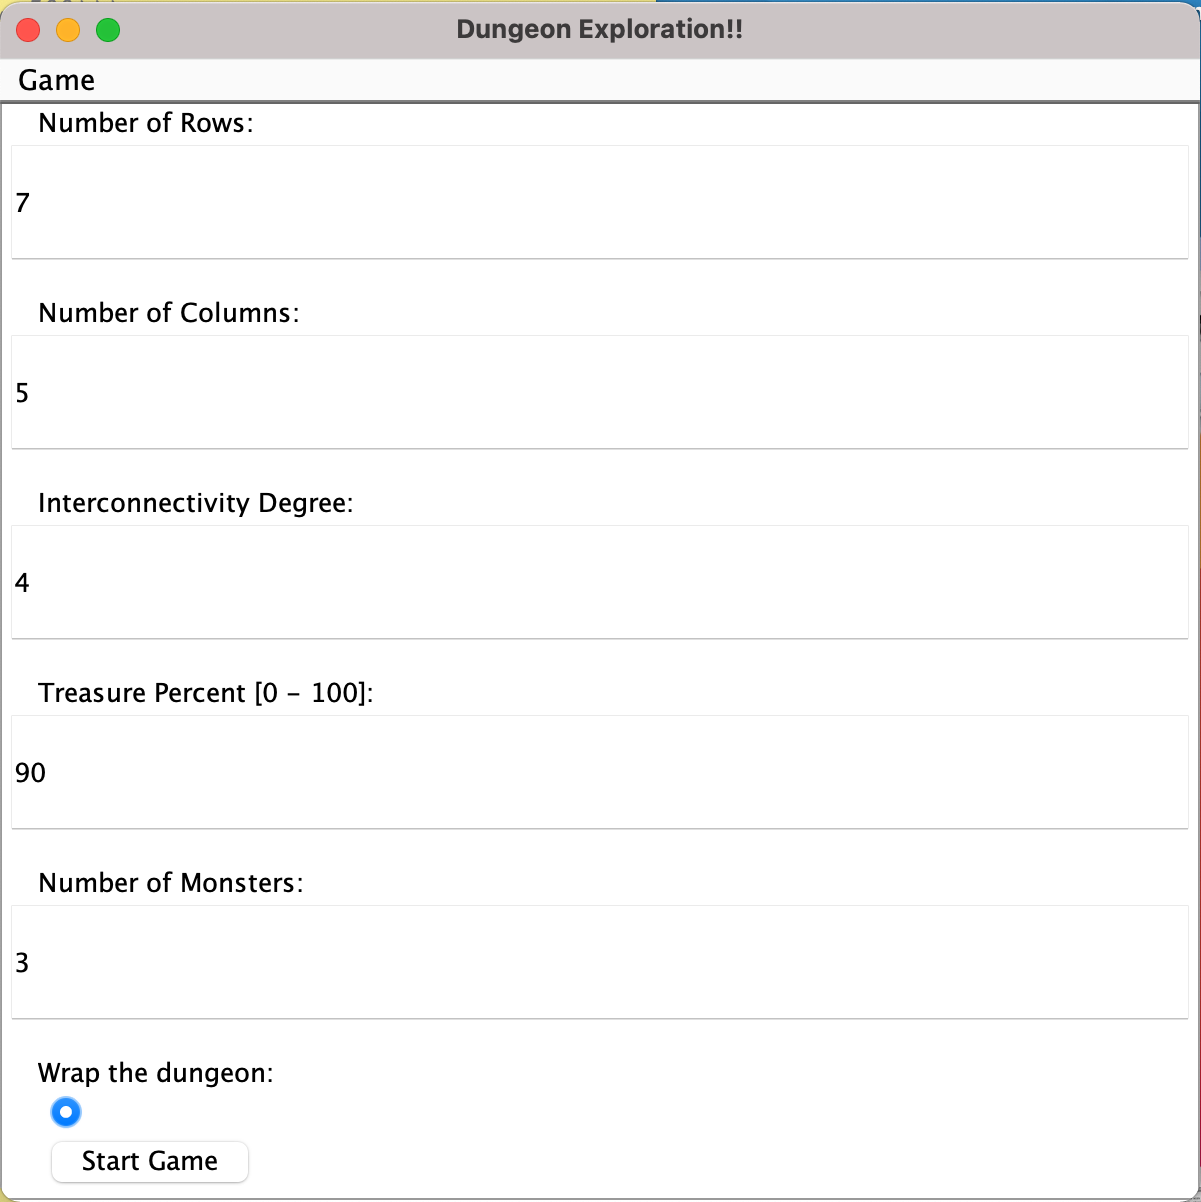 Dungeon Exploration!!
Game
Number of Rows:
7
Number of Columns:
5
Interconnectivity Degree:
4
Treasure Percent [0 - 100]:
90
Number of Monsters:
3
Wrap the dungeon:
Start Game